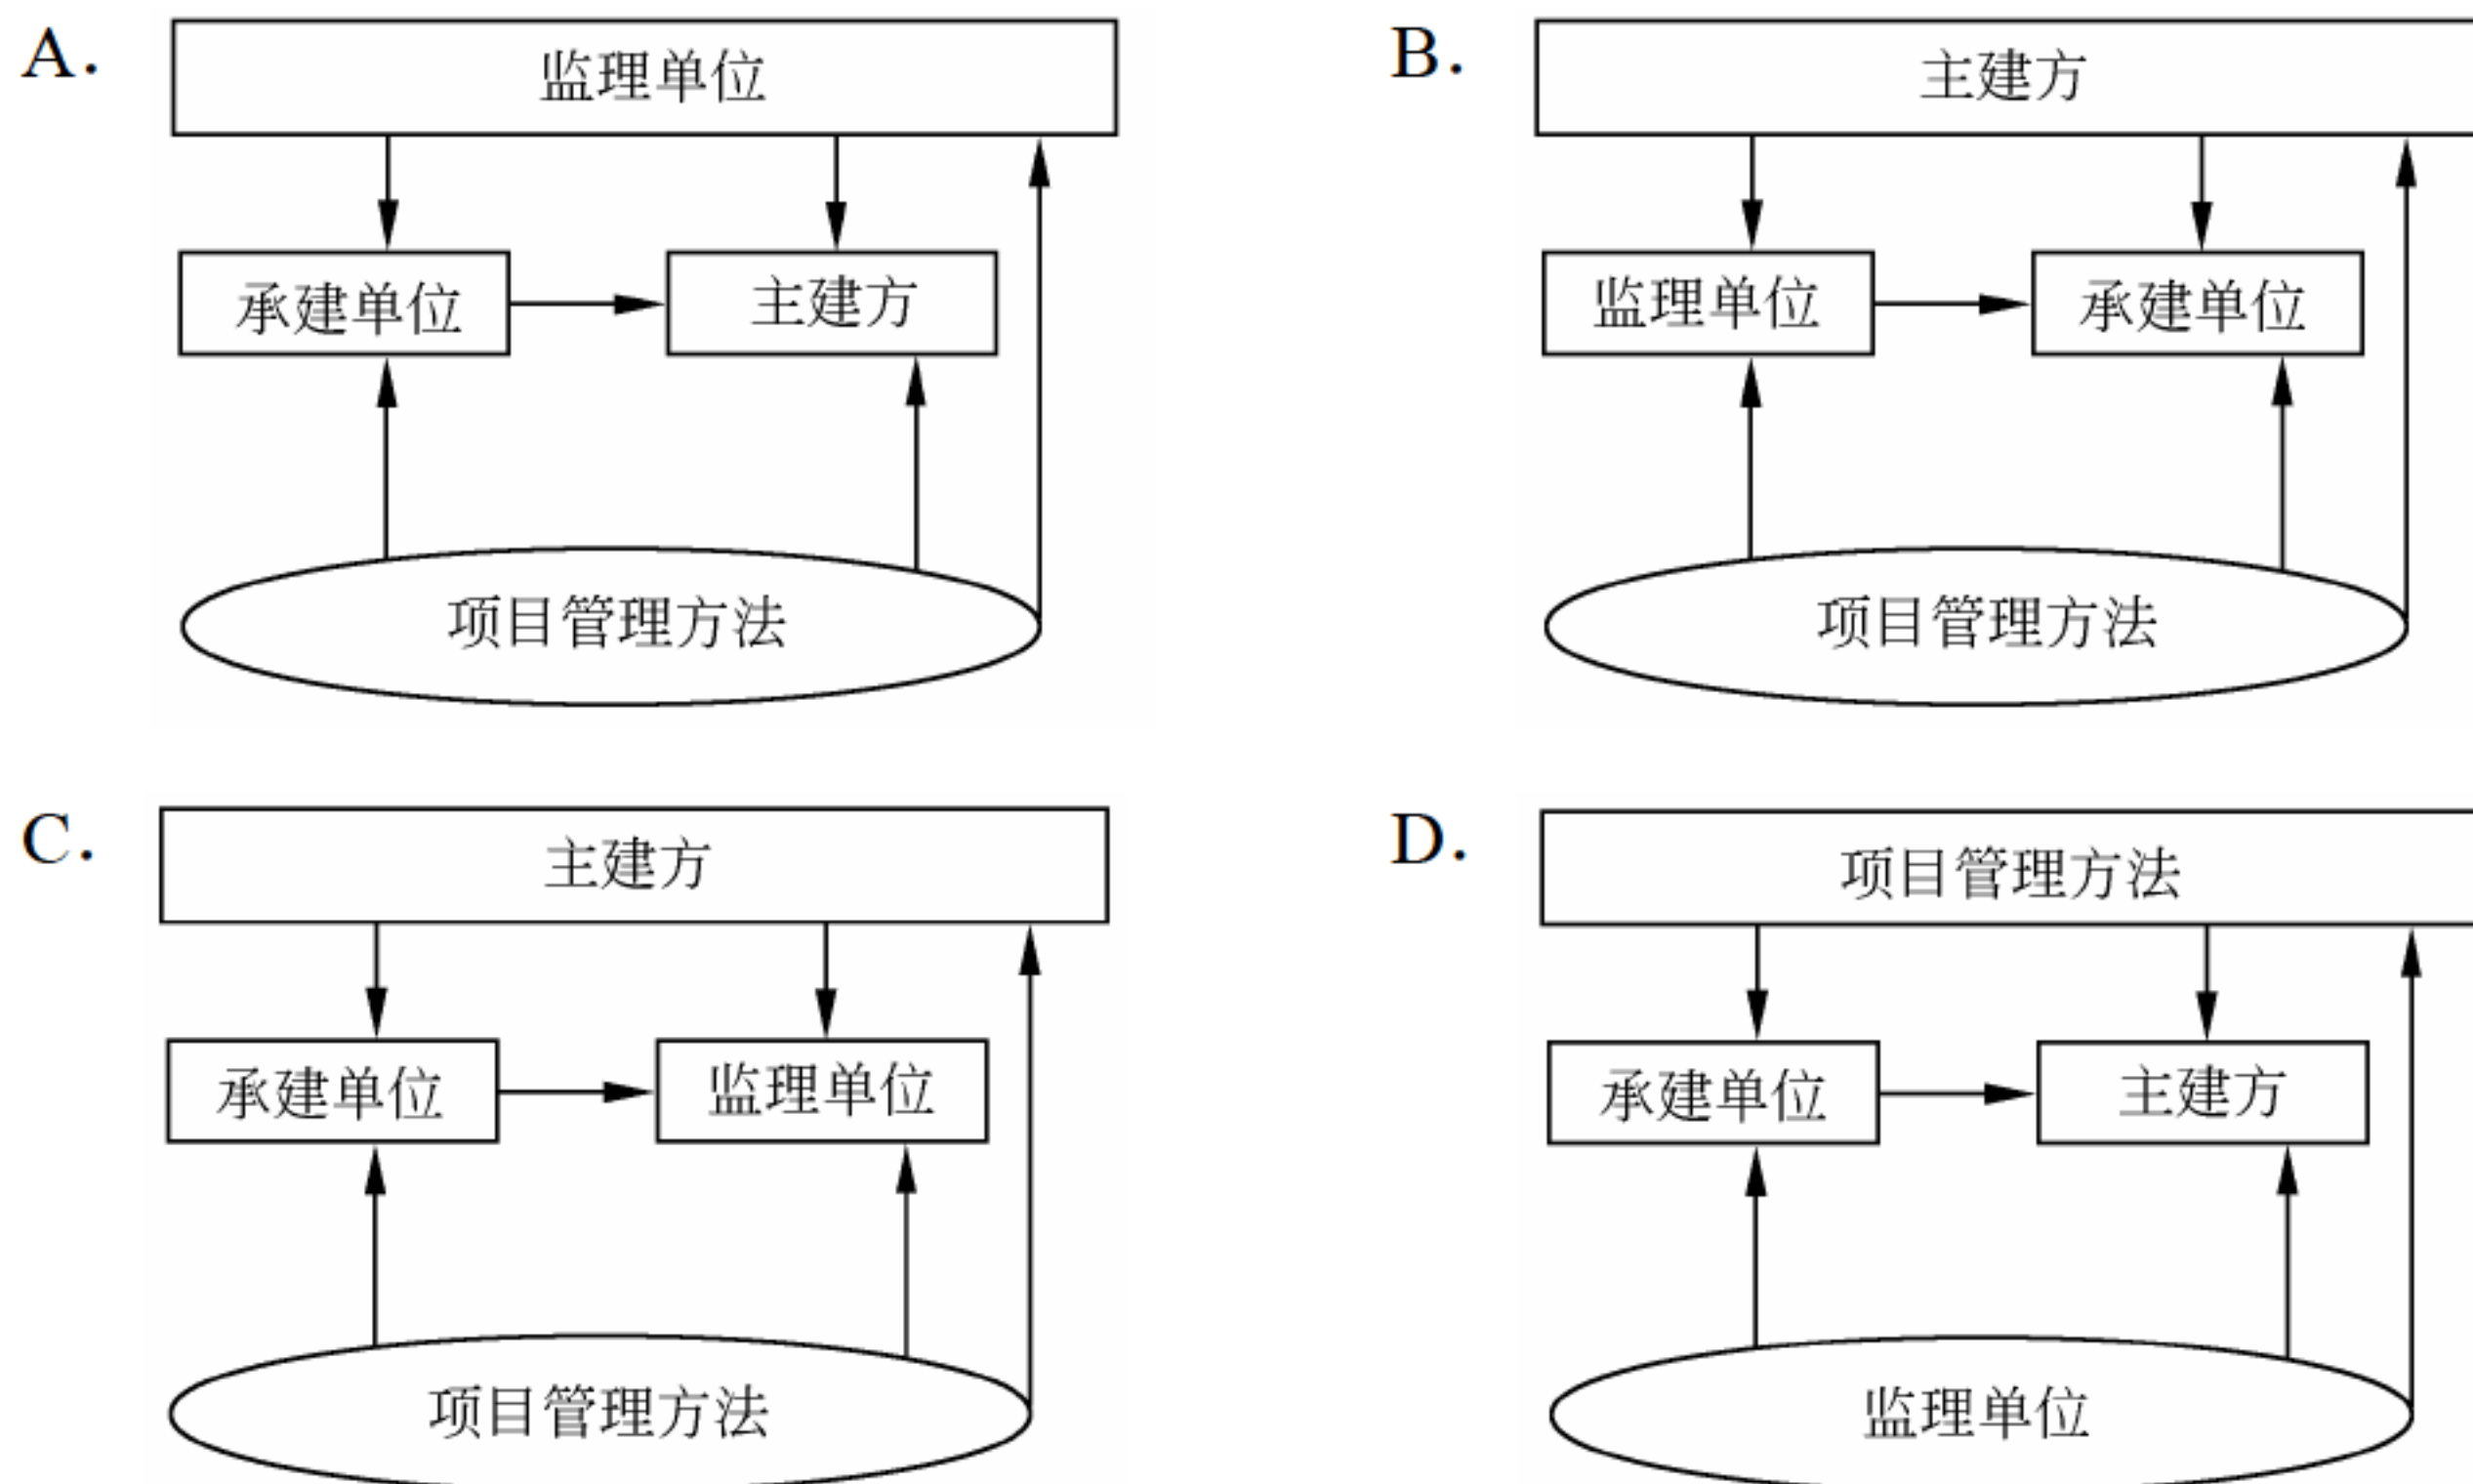 A.
监理单位
承建单位
主建方
项目管理方法
B.
主建方
监理单位
承建单位
项目管理方法
C.
主建方
承建单位
监理单位
项目管理方法
D.
项目管理方法
承建单位
主建方
监理单位